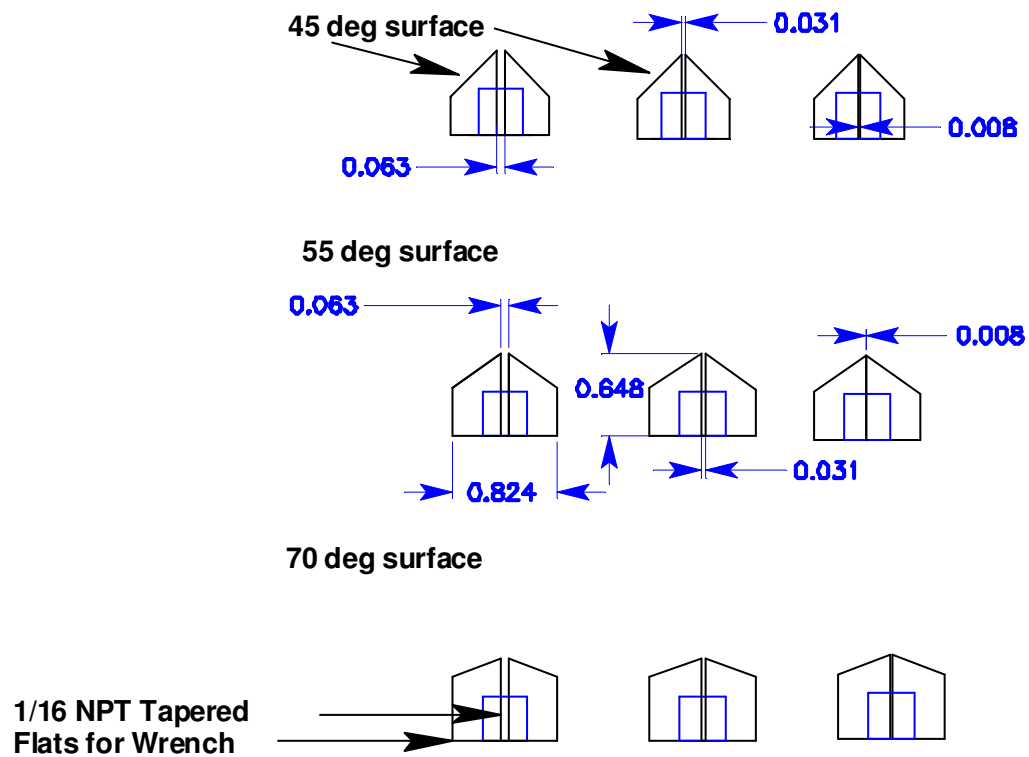 45 deg surface
0.031
0.008
0.063
55 deg surface
0.063
0.008
0.648
0.031
0.824
70 deg surface
1/16 NPT Tapered
Flats for Wrench